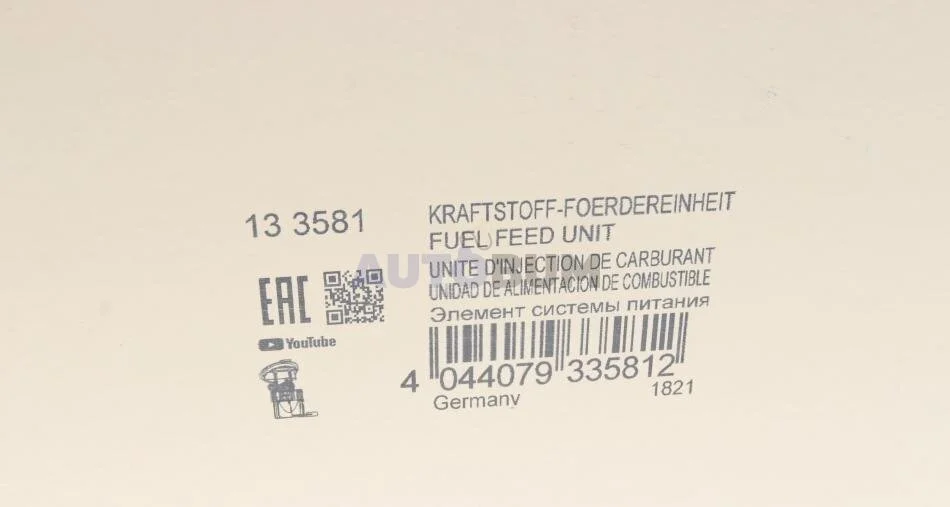 13 3581
KRAFTSTOFF-FOERDEREINHEIT
FUEL FEED UNIT
UNITE D'INJECTION DE CARBURANT
UNIDAD DE ALIMENTACION DE COMBUSTIBLE
Элемент системы питания
EAC
YouTube
4 044079 335812
Germany
1821